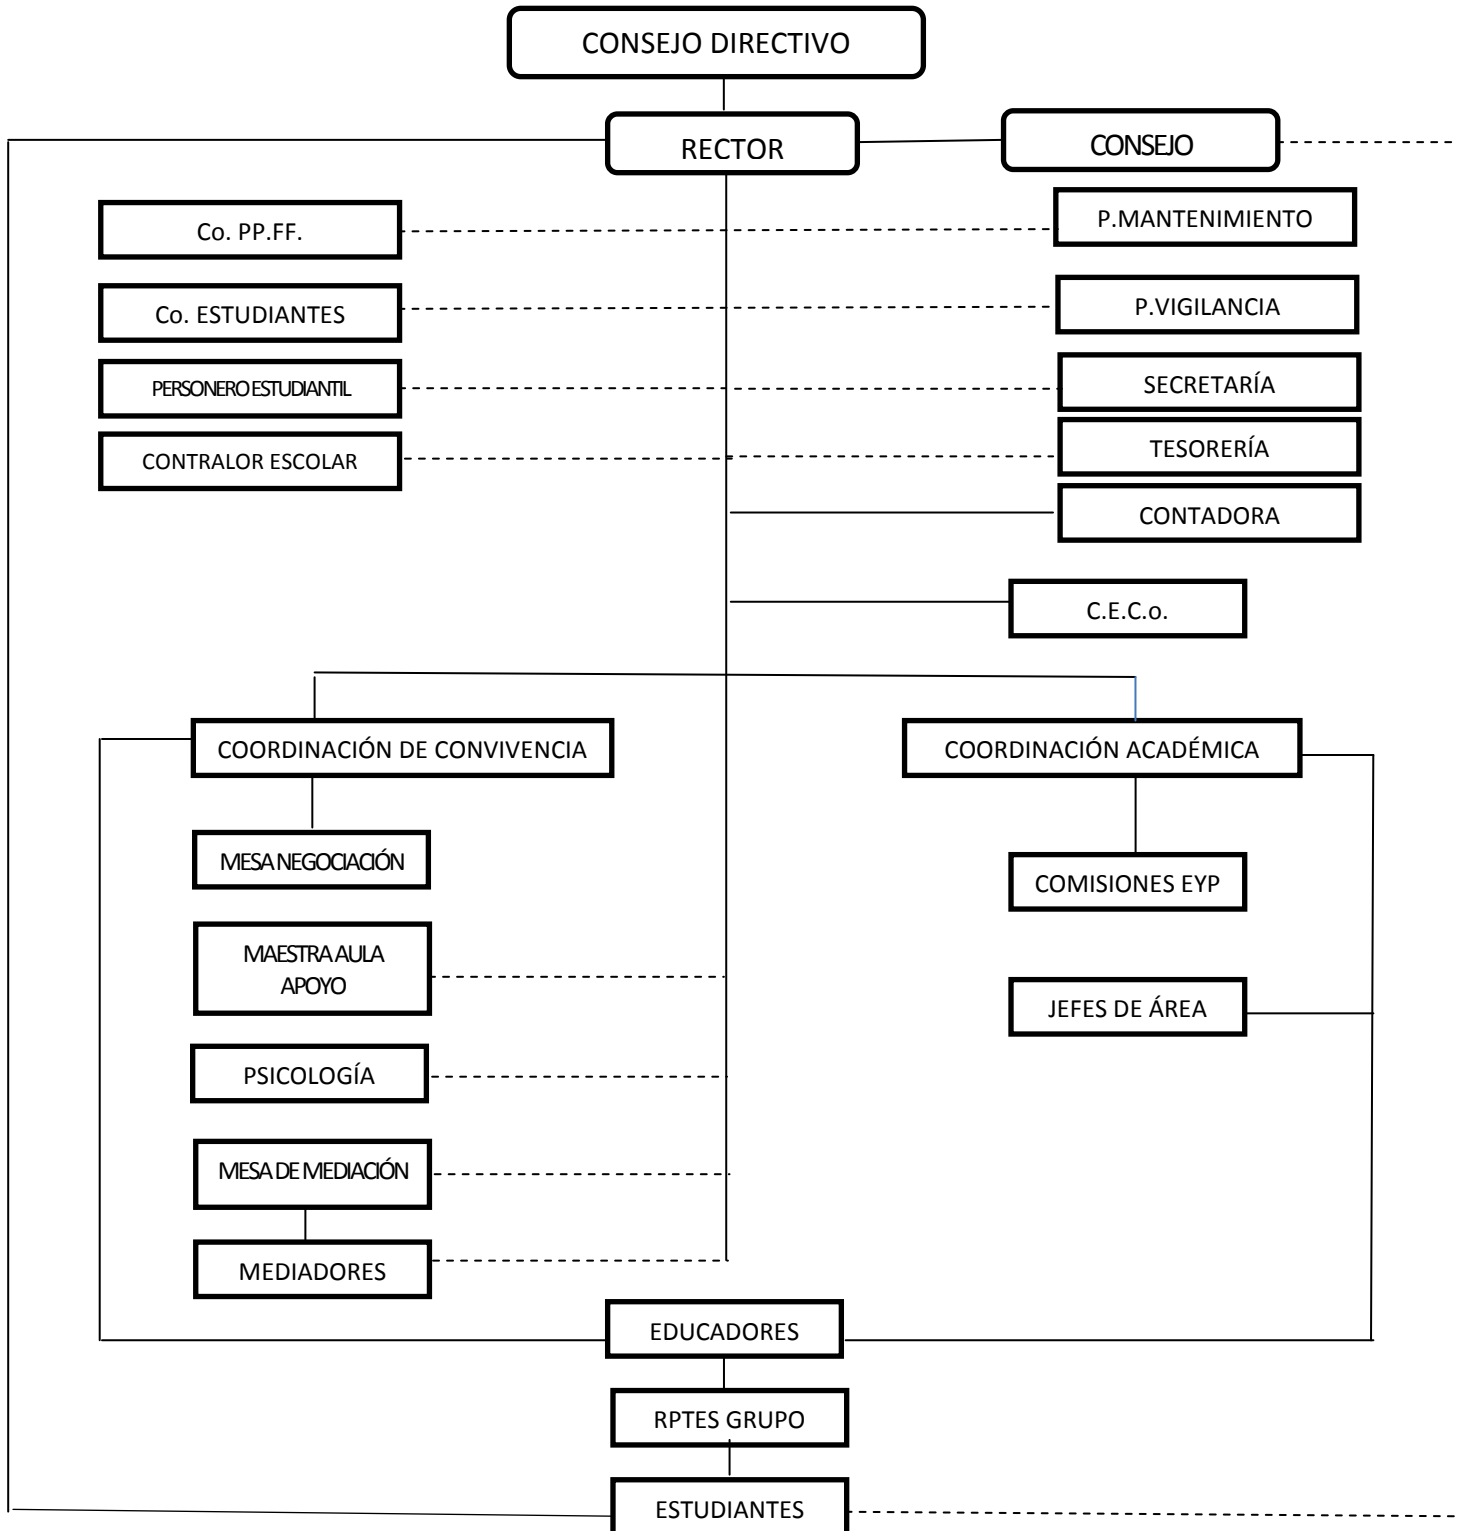 CONSEJO DIRECTIVO
RECTOR
CONSEJO
Co. PP.FF.
P.MANTENIMIENTO
Co. ESTUDIANTES
P.VIGILANCIA
PERSONERO ESTUDIANTIL
SECRETARÍA
CONTRALOR ESCOLAR
TESORERÍA
CONTADORA
C.E.C.o.
COORDINACIÓN DE CONVIVENCIA
COORDINACIÓN ACADÉMICA
MESA NEGOCIACIÓN
COMISIONES EYP
MAESTRA AULA
APOYO
JEFES DE ÁREA
PSICOLOGÍA
MESA DE MEDIACIÓN
MEDIADORES
EDUCADORES
RPTES GRUPO
ESTUDIANTES